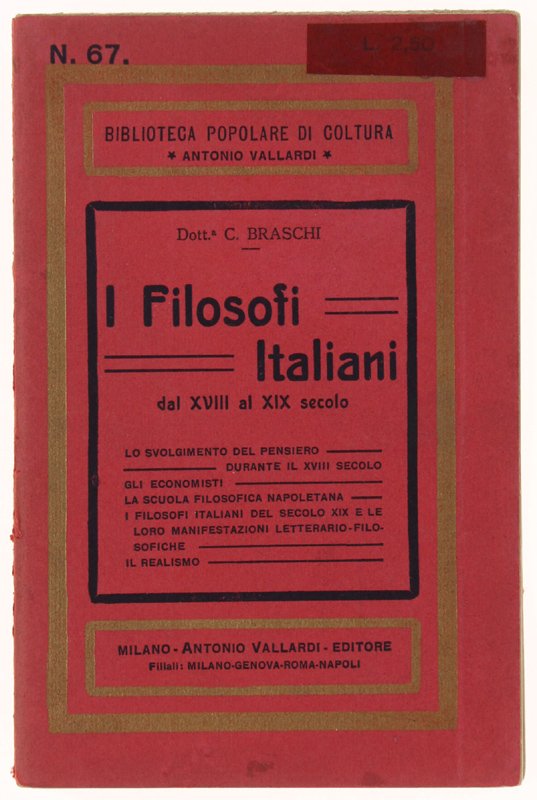 N. 67.
L. 2,50
BIBLIOTECA POPOLARE DI COLTURA
★ ANTONIO VALLARDI ★
Dott.ª C. BRASCHI
I Filosofi
Italiani
dal XVIII al XIX secolo
LO SVOLGIMENTO DEL PENSIERO
DURANTE IL XVIII SECOLO
GLI ECONOMISTI
LA SCUOLA FILOSOFICA NAPOLETANA
I FILOSOFI ITALIANI DEL SECOLO XIX E LE
LORO MANIFESTAZIONI LETTERARIO-FILO-
SOFICHE
IL REALISMO
MILANO - ANTONIO VALLARDI - EDITORE
Filiali: MILANO-GENOVA-ROMA-NAPOLI